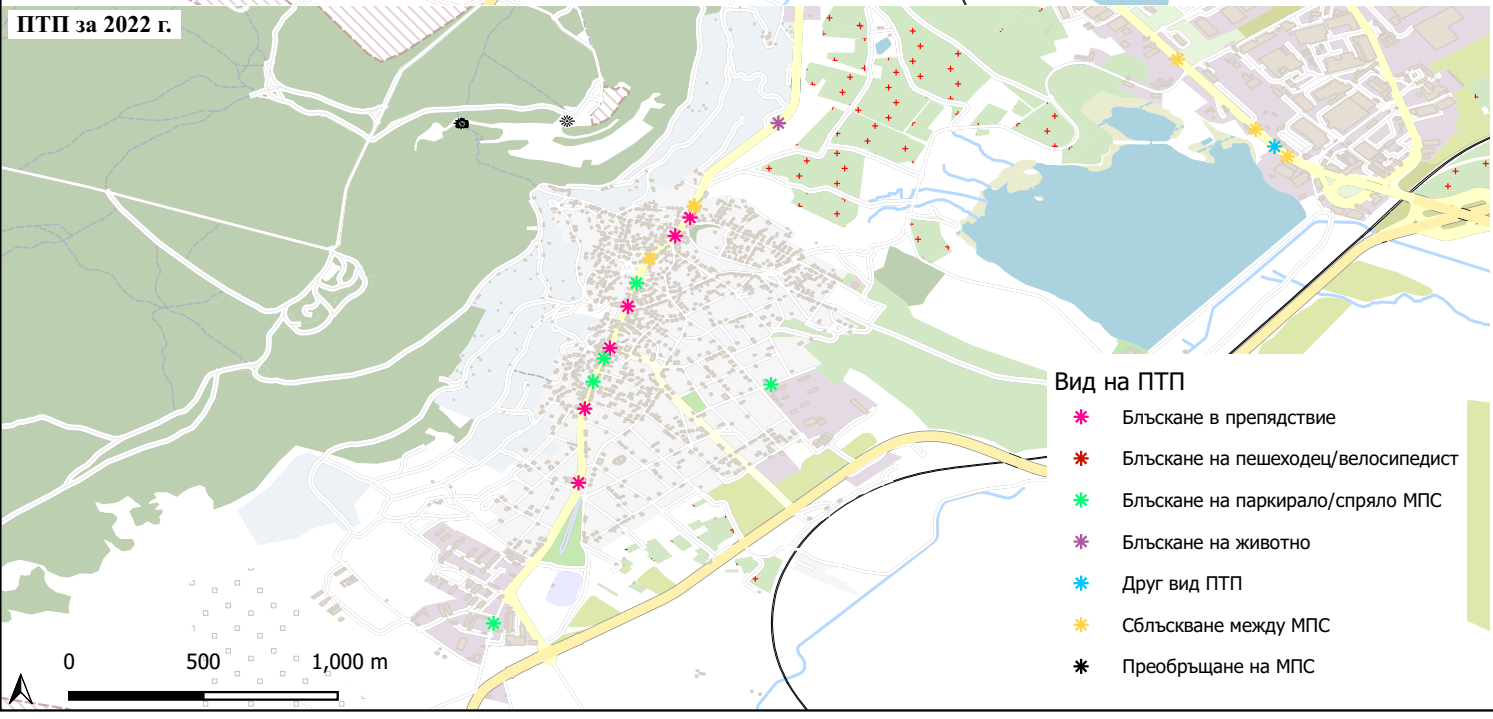 ПТП за 2022 г.
Вид на ПТП
Блъскане в препядствие
Блъскане на пешеходец/велосипедист
Блъскане на паркирало/спряло МПС
Блъскане на животно
Друг вид ПТП
Сблъскване между МПС
Преобръщане на МПС
0 500 1,000 m